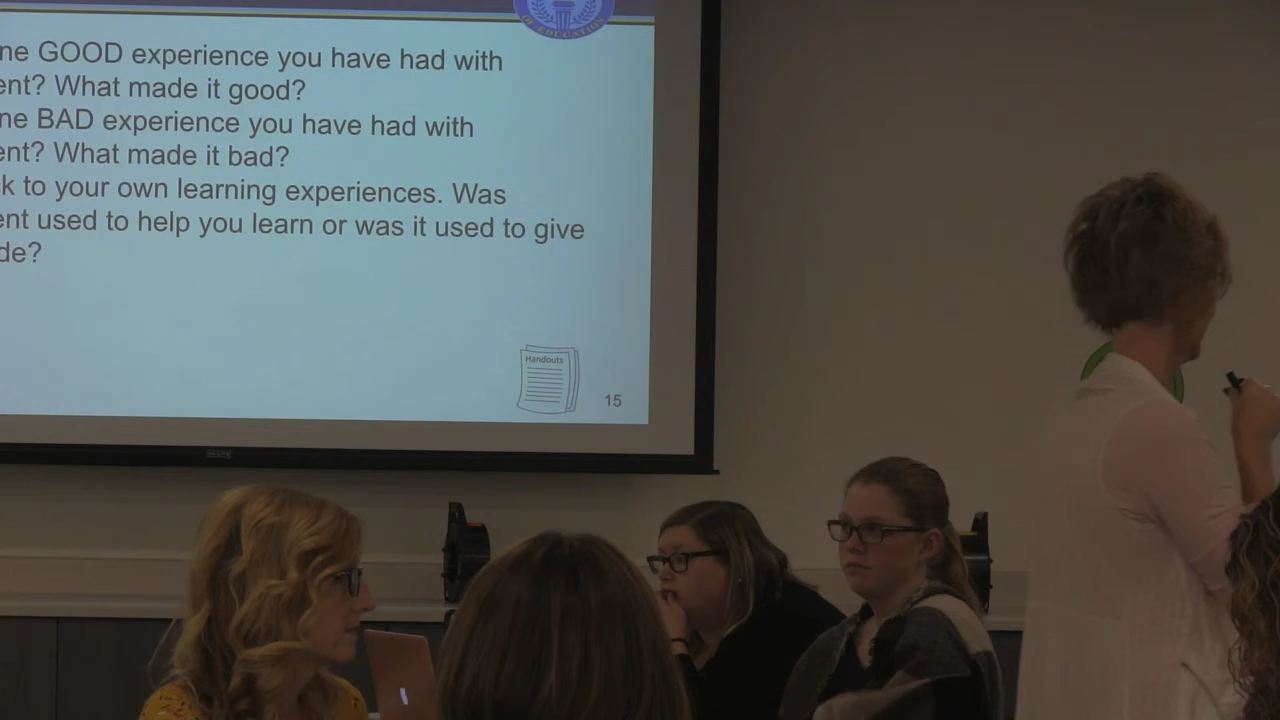 OF EDUCATION
ne GOOD experience you have had with
ent? What made it good?
ne BAD experience you have had with
ent? What made it bad?
k to your own learning experiences. Was
ent used to help you learn or was it used to give
de?
Handouts
15